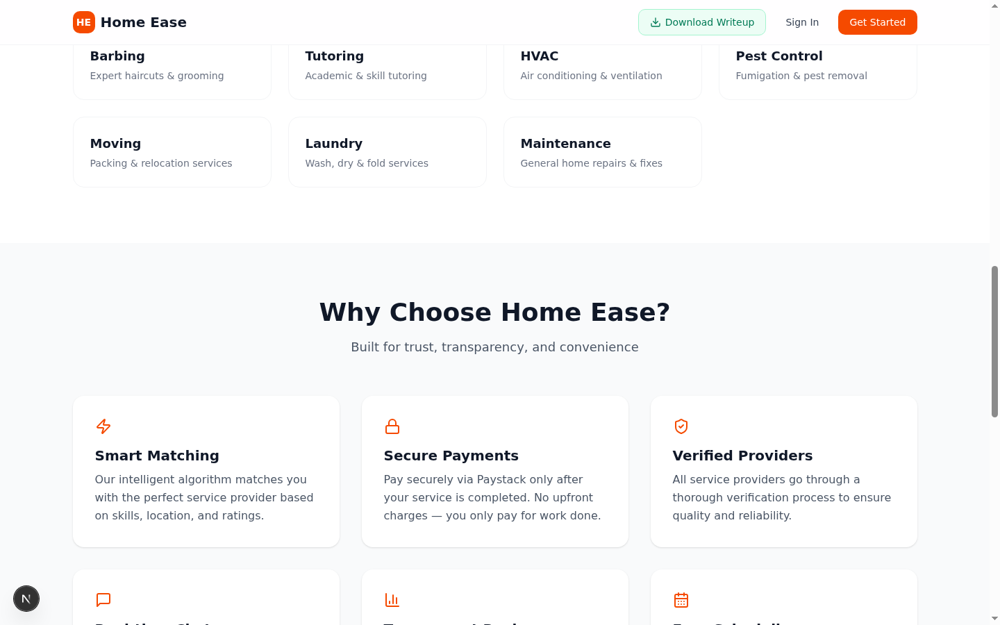 HE Home Ease
Download Writeup
Sign In
Get Started
Barbing
Expert haircuts & grooming
Tutoring
Academic & skill tutoring
HVAC
Air conditioning & ventilation
Pest Control
Fumigation & pest removal
Moving
Packing & relocation services
Laundry
Wash, dry & fold services
Maintenance
General home repairs & fixes
Why Choose Home Ease?
Built for trust, transparency, and convenience
Smart Matching
Our intelligent algorithm matches you
with the perfect service provider based
on skills, location, and ratings.
Secure Payments
Pay securely via Paystack only after
your service is completed. No upfront
charges — you only pay for work done.
Verified Providers
All service providers go through a
thorough verification process to ensure
quality and reliability.
N